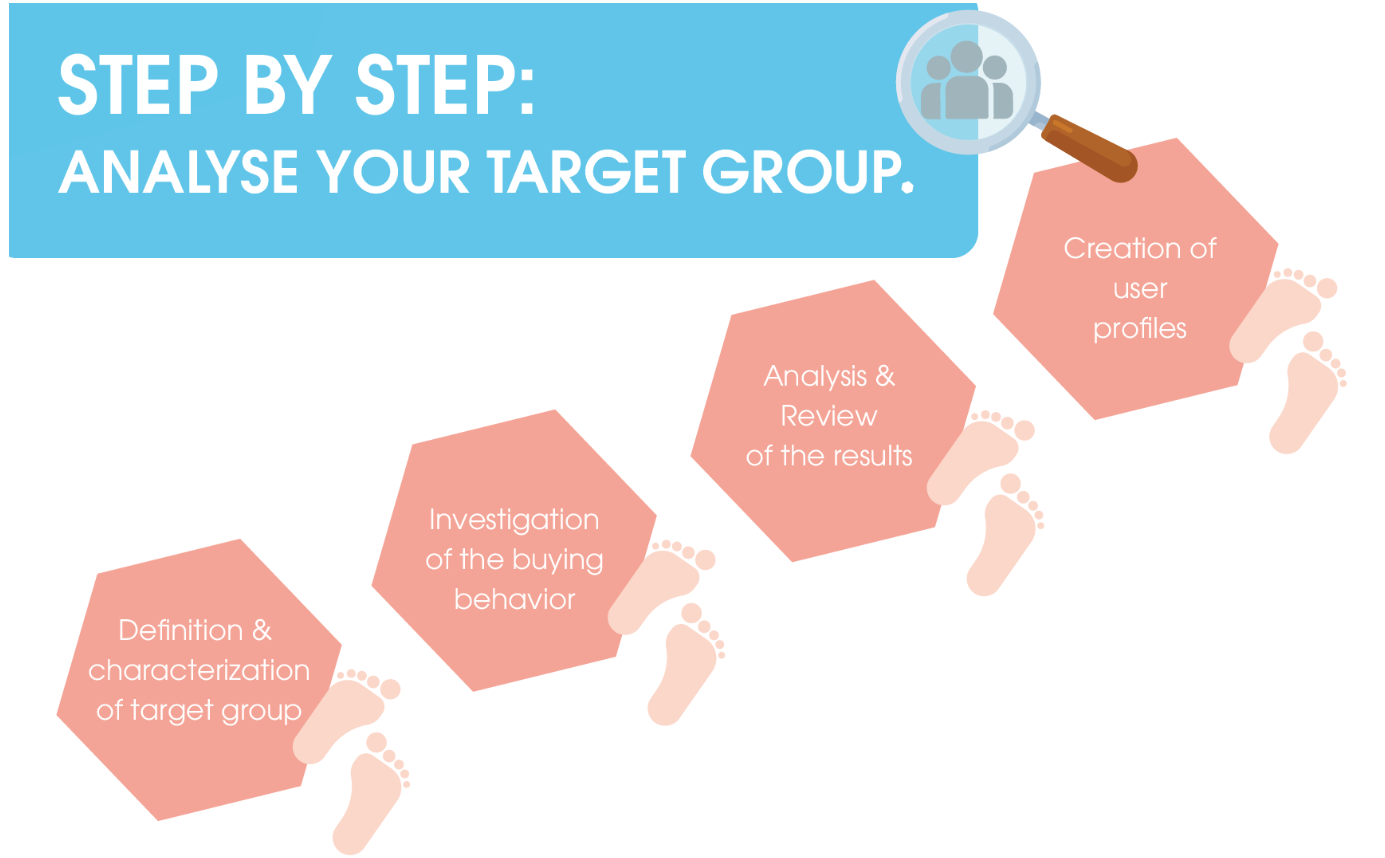 STEP BY STEP:
ANALYSE YOUR TARGET GROUP.
Definition &
characterization
of target group
Investigation
of the buying
behavior
Analysis &
Review
of the results
Creation of
user
profiles